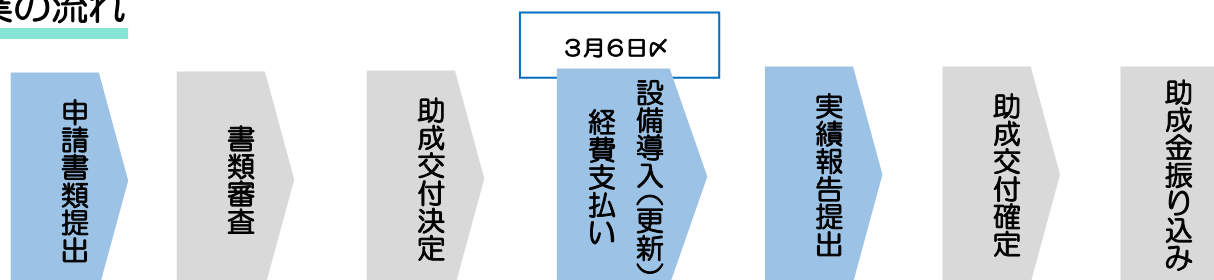 業の流れ
3月6日〆
申請書類提出
書類審査
助成交付決定
設備導入(更新)
経費支払い
実績報告提出
助成交付確定
助成金振り込み